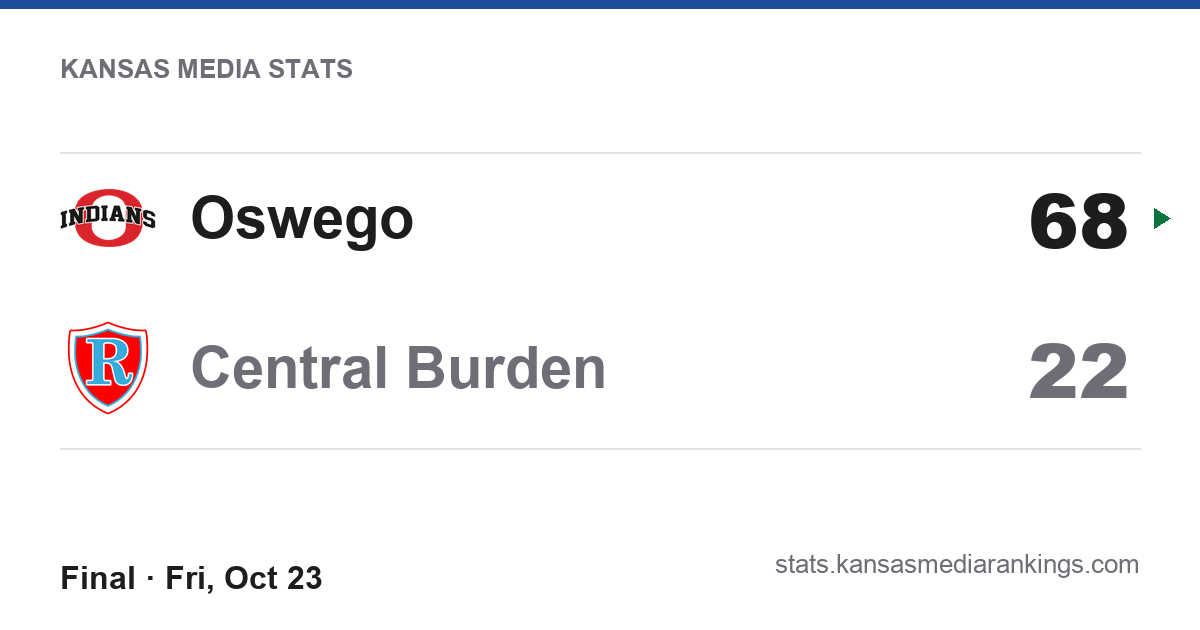 KANSAS MEDIA STATS
INDIANS
Oswego
68
R
Central Burden
22
Final · Fri, Oct 23
stats.kansasmediarankings.com